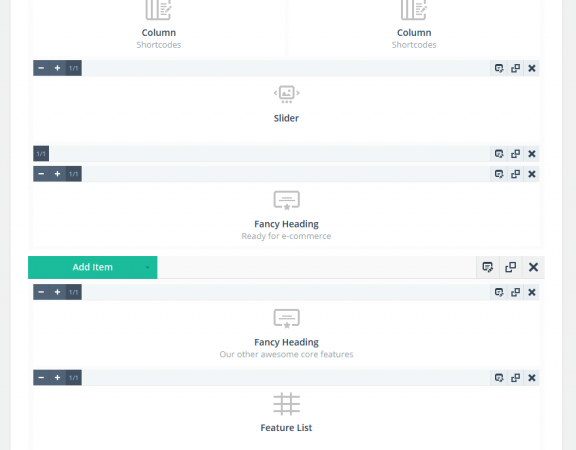 Column Column
Shortcodes Shortcodes
− + 1/1
Slider
1/1
− + 1/1
Fancy Heading
Ready for e-commerce
Add Item
− + 1/1
Fancy Heading
Our other awesome core features
− + 1/1
Feature List